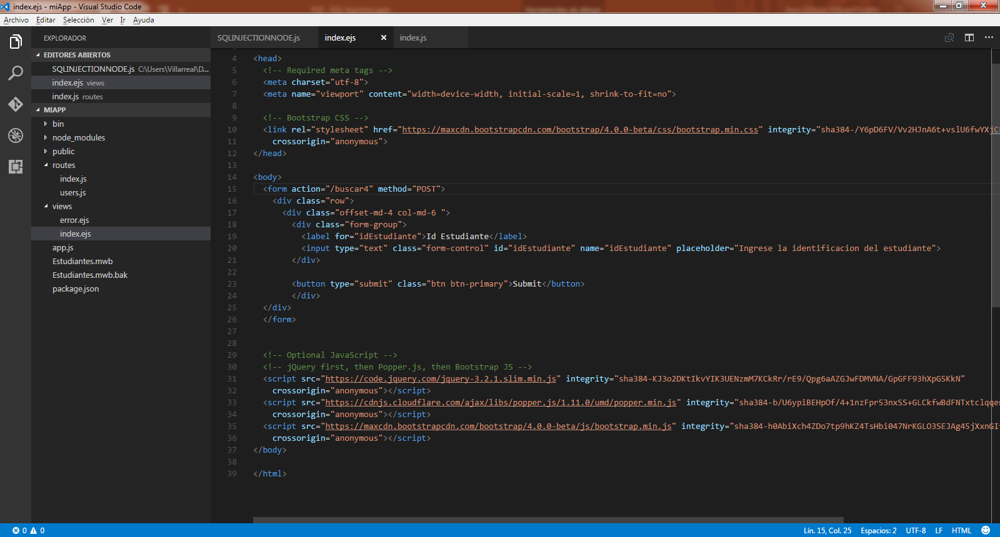 index.ejs - miApp - Visual Studio Code
Archivo Editar Selección Ver Ir Ayuda
EXPLORADOR
EDITORES ABIERTOS
SQLINJECTIONNODE.js C:\Users\Villarreal\D...
index.ejs views
index.js routes
MIAPP
bin
node_modules
public
routes
index.js
users.js
views
error.ejs
index.ejs
app.js
Estudiantes.mwb
Estudiantes.mwb.bak
package.json
SQLINJECTIONNODE.js index.ejs index.js
4 <head>
5 <!-- Required meta tags -->
6 <meta charset="utf-8">
7 <meta name="viewport" content="width=device-width, initial-scale=1, shrink-to-fit=no">
8
9 <!-- Bootstrap CSS -->
10 <link rel="stylesheet" href="https://maxcdn.bootstrapcdn.com/bootstrap/4.0.0-beta/css/bootstrap.min.css" integrity="sha384-/Y6pD6FV/Vv2HJnA6t+vslU6fwYXjC
11 crossorigin="anonymous">
12 </head>
13
14 <body>
15 <form action="/buscar4" method="POST">
16 <div class="row">
17 <div class="offset-md-4 col-md-6 ">
18 <div class="form-group">
19 <label for="idEstudiante">Id Estudiante</label>
20 <input type="text" class="form-control" id="idEstudiante" name="idEstudiante" placeholder="Ingrese la identificacion del estudiante">
21 </div>
22
23 <button type="submit" class="btn btn-primary">Submit</button>
24 </div>
25 </div>
26 </form>
27
28
29 <!-- Optional JavaScript -->
30 <!-- jQuery first, then Popper.js, then Bootstrap JS -->
31 <script src="https://code.jquery.com/jquery-3.2.1.slim.min.js" integrity="sha384-KJ3o2DKtIkvYIK3UENzmM7KCkRr/rE9/Qpg6aAZGJwFDMVNA/GpGFF93hXpG5KkN"
32 crossorigin="anonymous"></script>
33 <script src="https://cdnjs.cloudflare.com/ajax/libs/popper.js/1.11.0/umd/popper.min.js" integrity="sha384-b/U6ypiBEHpOf/4+1nzFpr53nxSS+GLCkfwBdFNTxtclqqe
34 crossorigin="anonymous"></script>
35 <script src="https://maxcdn.bootstrapcdn.com/bootstrap/4.0.0-beta/js/bootstrap.min.js" integrity="sha384-h0AbiXch4ZDo7tp9hKZ4TsHbi047NrKGLO3SEJAg45jXxnGI
36 crossorigin="anonymous"></script>
37 </body>
38
39 </html>
0 0 Lín. 15, Col. 25 Espacios: 2 UTF-8 LF HTML